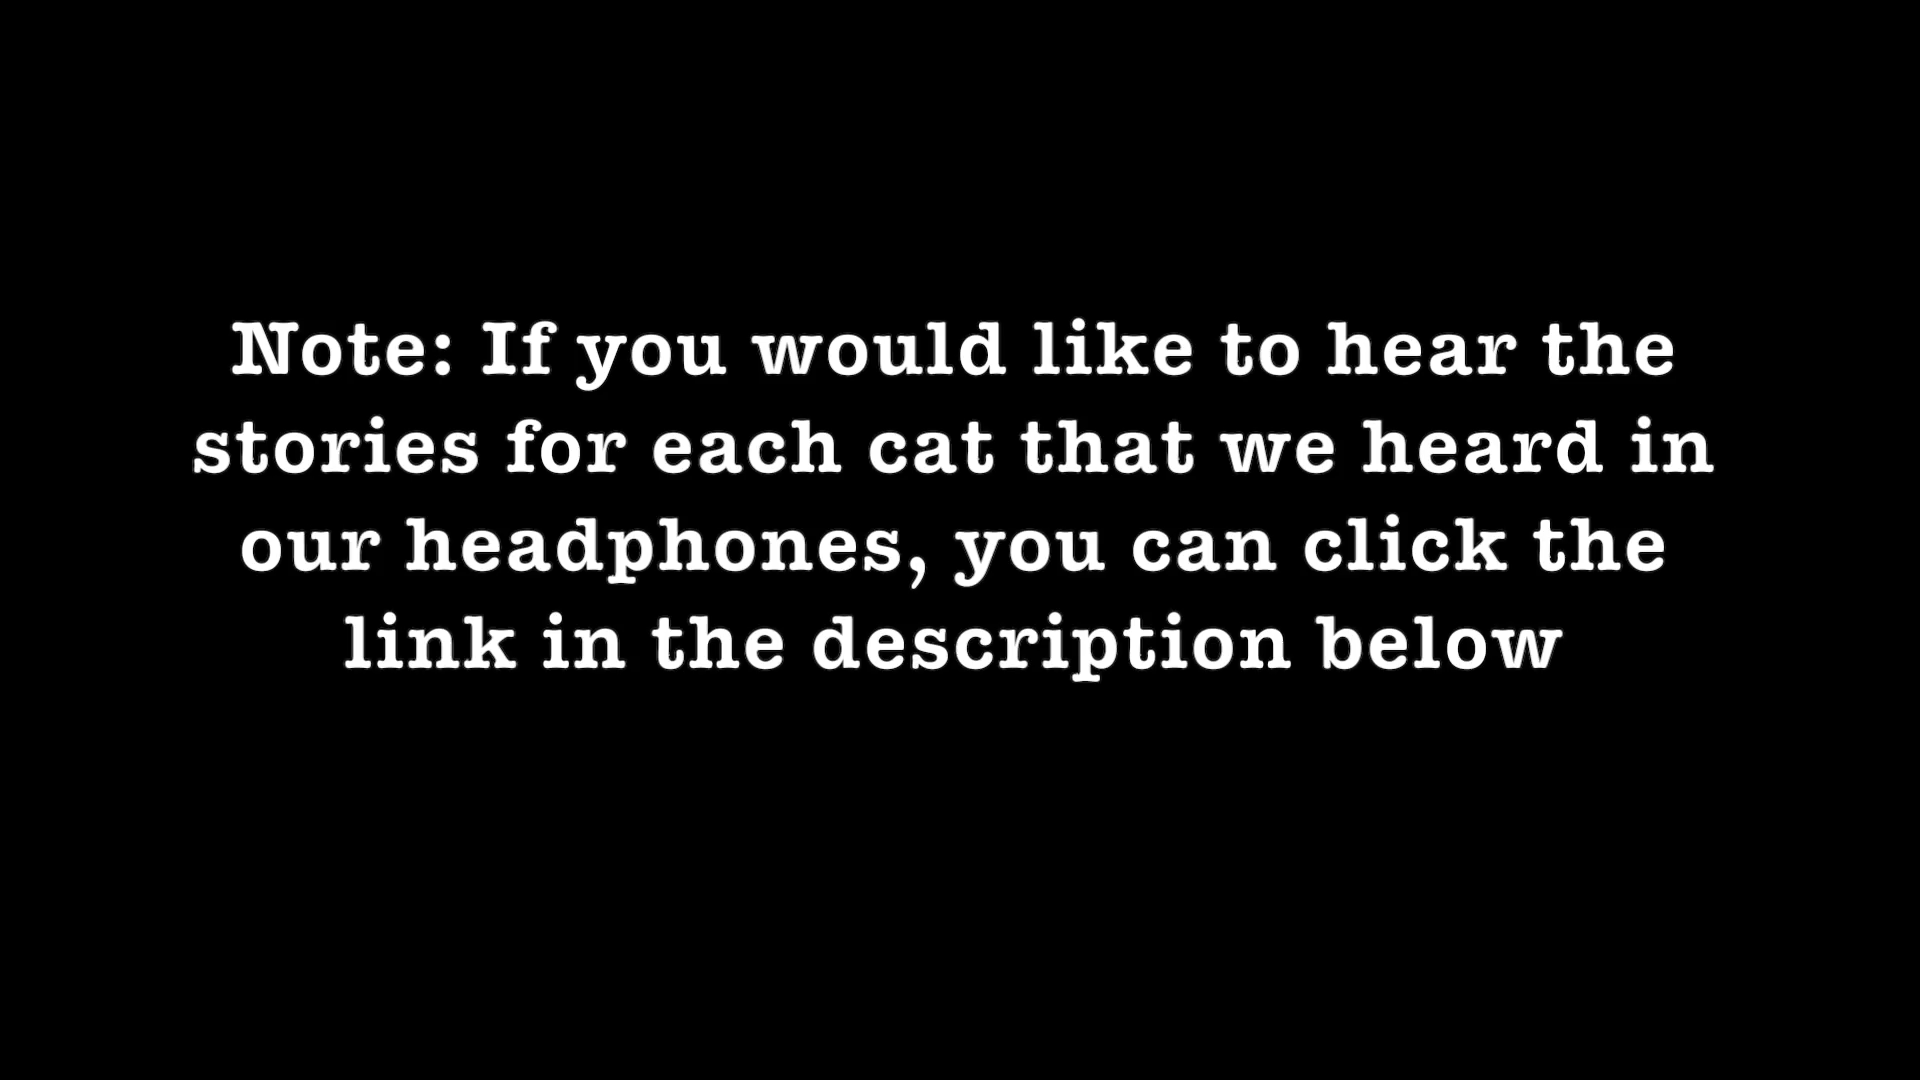 Note: If you would like to hear the
stories for each cat that we heard in
our headphones, you can click the
link in the description below